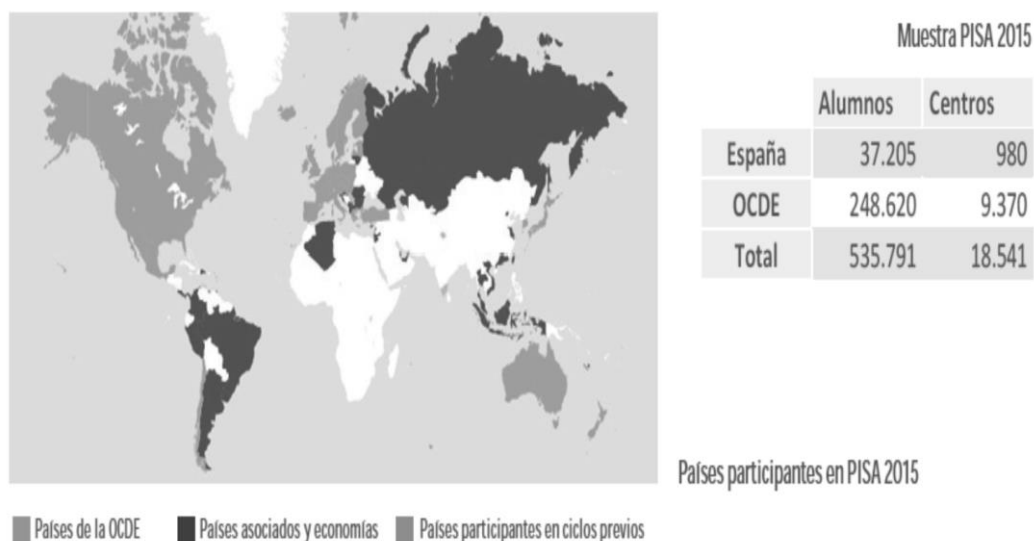 Muestra PISA 2015
Alumnos Centros
España 37.205 980
OCDE 248.620 9.370
Total 535.791 18.541
Países participantes en PISA 2015
Países de la OCDE Países asociados y economías Países participantes en ciclos previos